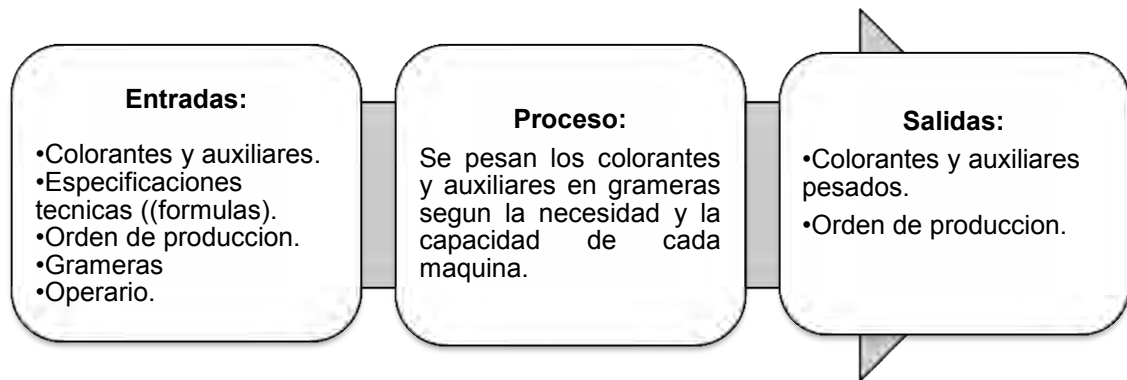 Entradas:
•Colorantes y auxiliares.
•Especificaciones
tecnicas ((formulas).
•Orden de produccion.
•Grameras
•Operario.
Proceso:
Se pesan los colorantes
y auxiliares en grameras
segun la necesidad y la
capacidad de cada
maquina.
Salidas:
•Colorantes y auxiliares
pesados.
•Orden de produccion.